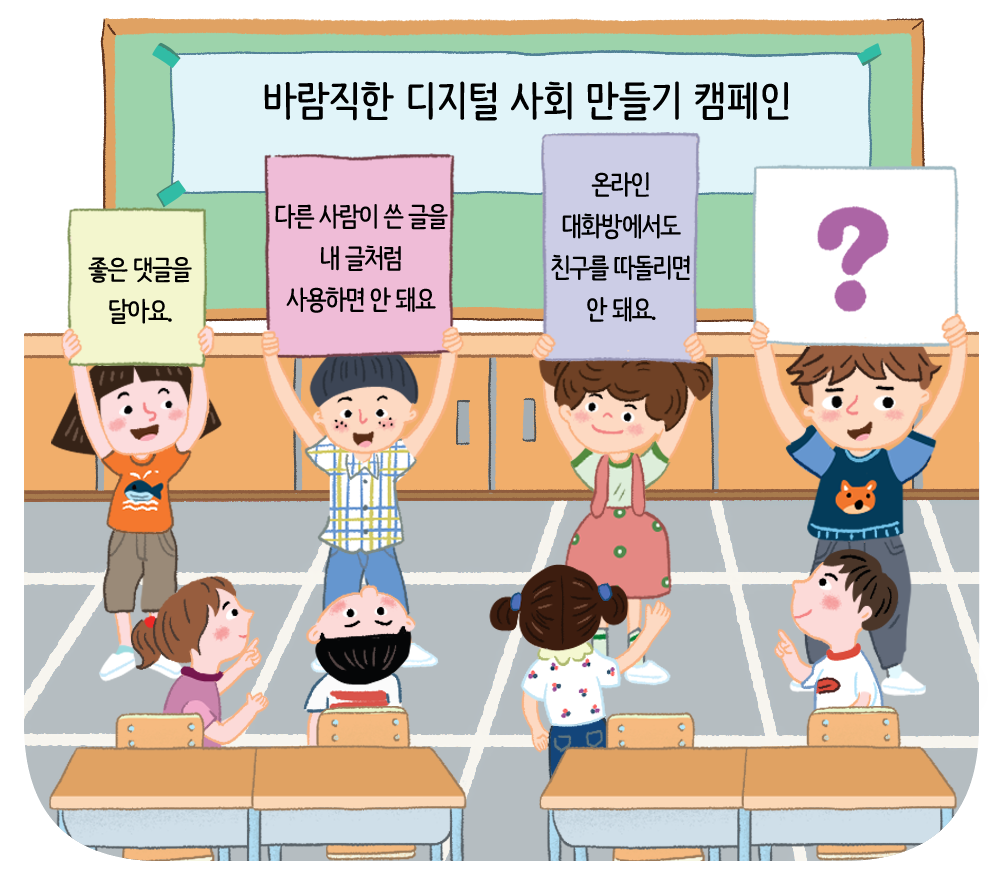 바람직한 디지털 사회 만들기 캠페인
좋은 댓글을
달아요.
다른 사람이 쓴 글을
내 글처럼
사용하면 안 돼요
온라인
대화방에서도
친구를 따돌리면
안 돼요.
?